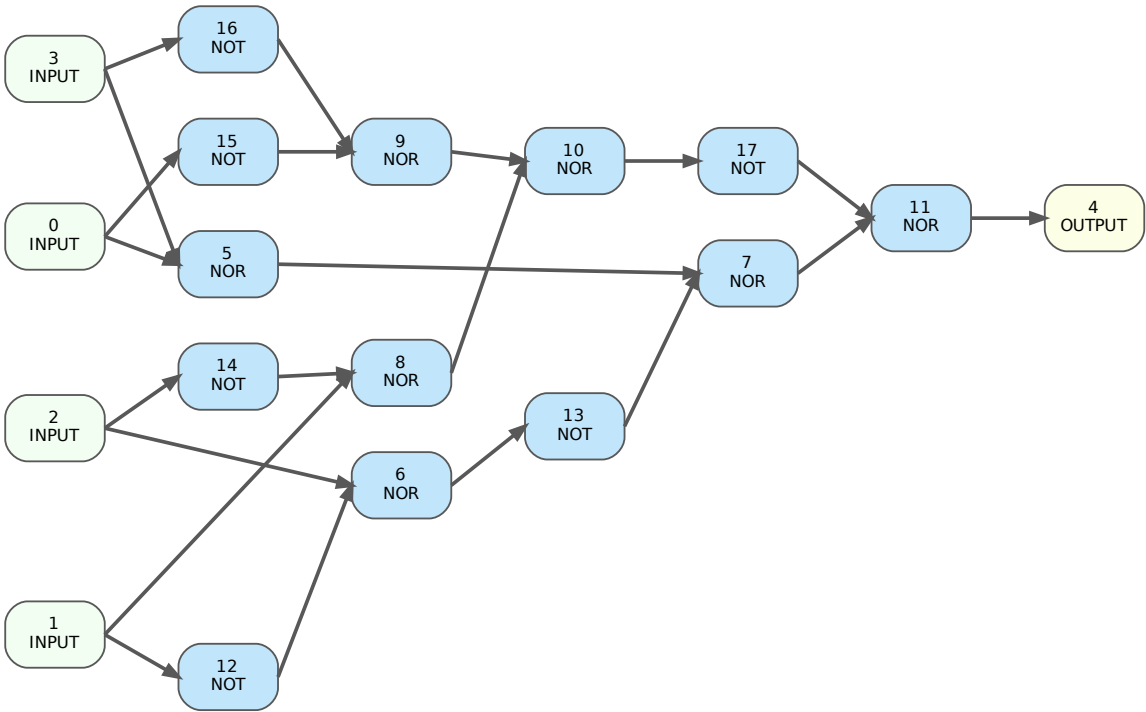 3
INPUT
16
NOT
15
NOT
9
NOR
10
NOR
17
NOT
11
NOR
4
OUTPUT
0
INPUT
5
NOR
7
NOR
14
NOT
8
NOR
2
INPUT
13
NOT
6
NOR
1
INPUT
12
NOT